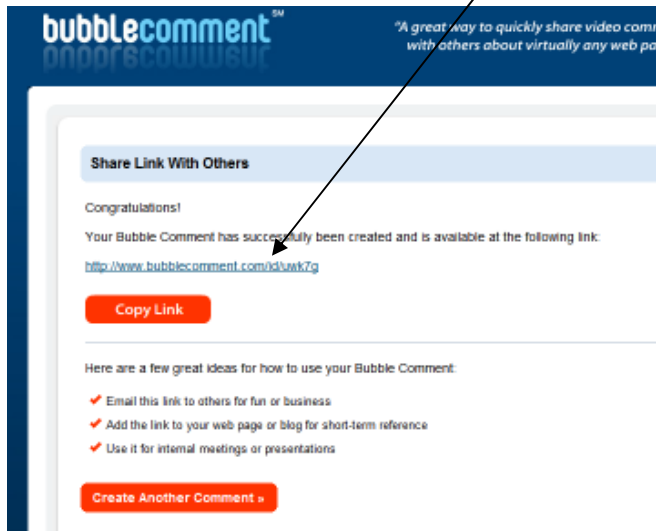 bubblecomment℠
"A great way to quickly share video comm
with others about virtually any web pa
Share Link With Others
Congratulations!
Your Bubble Comment has successfully been created and is available at the following link:
http://www.bubblecomment.com/id/uwk7g
Copy Link
Here are a few great ideas for how to use your Bubble Comment:
Email this link to others for fun or business
Add the link to your web page or blog for short-term reference
Use it for internal meetings or presentations
Create Another Comment »